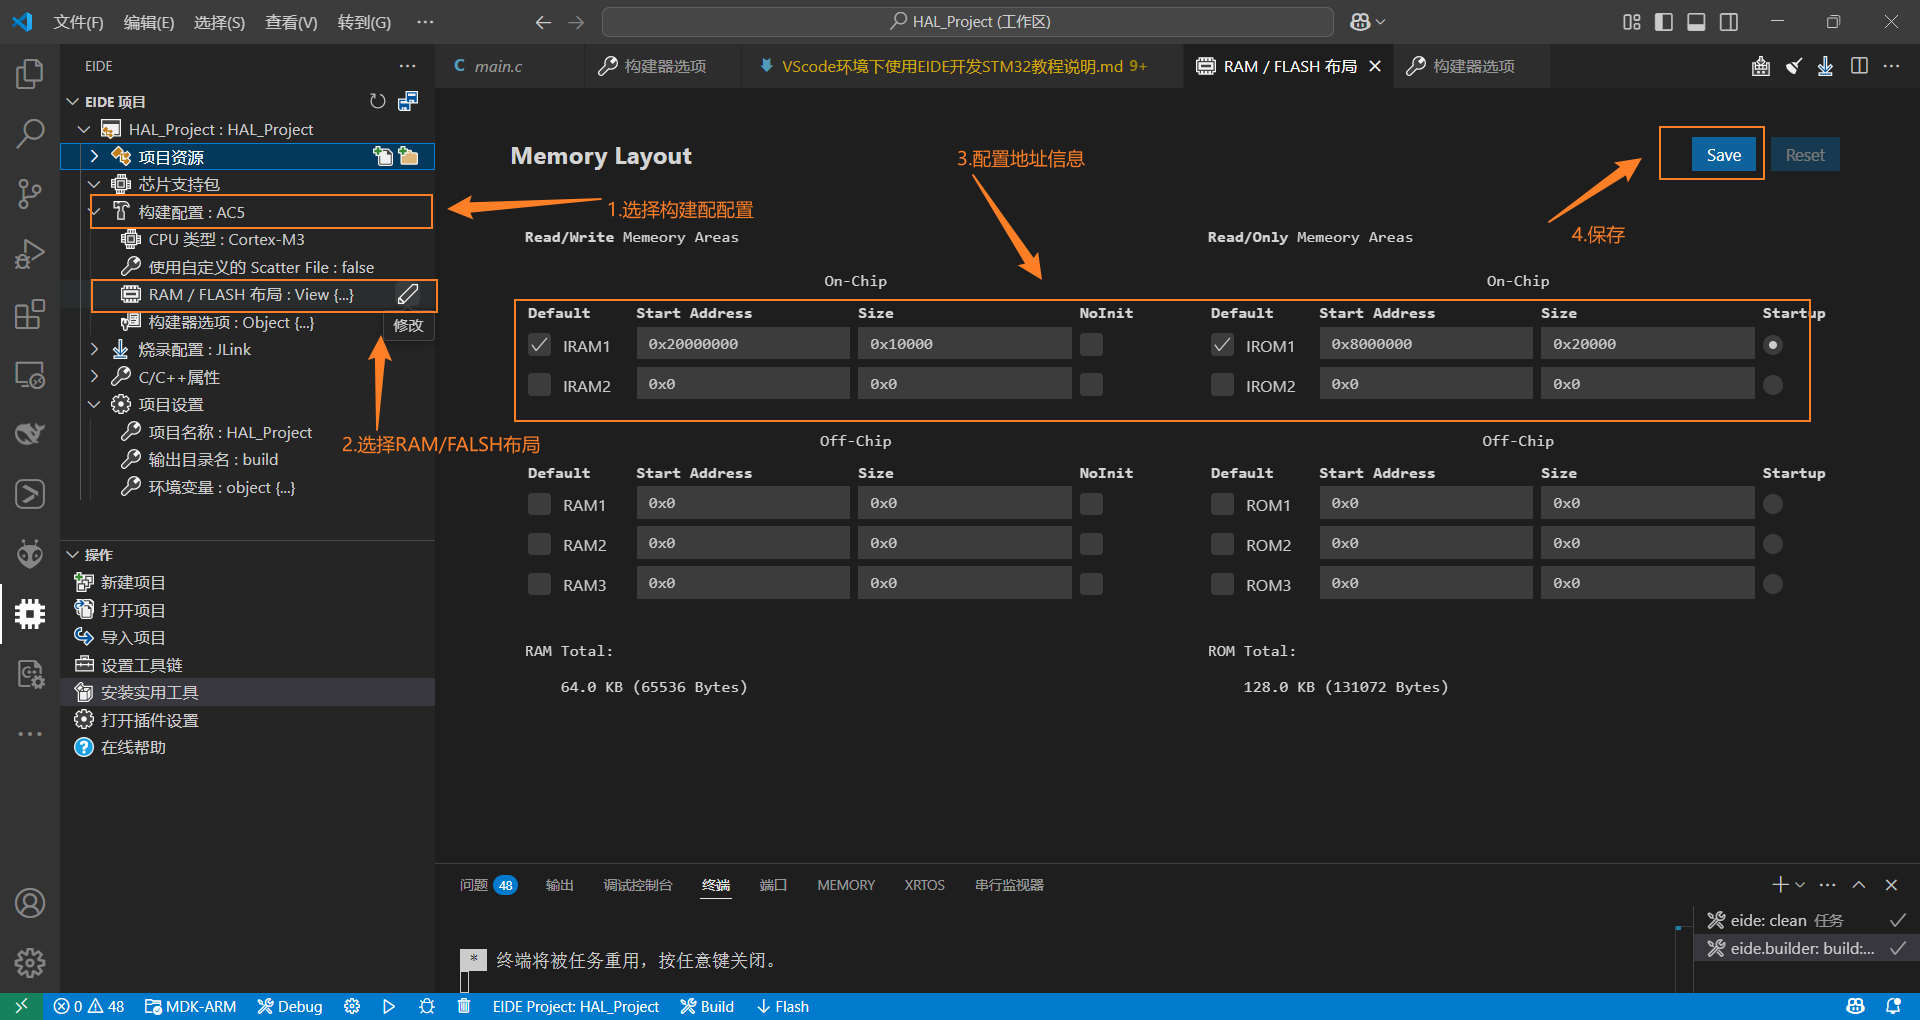 文件(F) 编辑(E) 选择(S) 查看(V) 转到(G) ··· HAL_Project (工作区)
EIDE ···
C main.c 构建器选项 VScode环境下使用EIDE开发STM32教程说明.md 9+ RAM / FLASH 布局 构建器选项 ···
EIDE 项目
HAL_Project : HAL_Project
项目资源
芯片支持包
构建配置 : AC5
CPU 类型 : Cortex-M3
使用自定义的 Scatter File : false
RAM / FLASH 布局 : View {...}
修改
构建器选项 : Object {...}
烧录配置 : JLink
C/C++属性
项目设置
项目名称 : HAL_Project
输出目录名 : build
环境变量 : object {...}
操作
新建项目
打开项目
导入项目
设置工具链
安装实用工具
打开插件设置
在线帮助
1.选择构建配配置
2.选择RAM/FALSH布局
3.配置地址信息
4.保存
Memory Layout
Save Reset
Read/Write Memeory Areas
On-Chip
Default Start Address Size NoInit
IRAM1 0x20000000 0x10000
IRAM2 0x0 0x0
Off-Chip
Default Start Address Size NoInit
RAM1 0x0 0x0
RAM2 0x0 0x0
RAM3 0x0 0x0
RAM Total:
64.0 KB (65536 Bytes)
Read/Only Memeory Areas
On-Chip
Default Start Address Size Startup
IROM1 0x8000000 0x20000
IROM2 0x0 0x0
Off-Chip
Default Start Address Size Startup
ROM1 0x0 0x0
ROM2 0x0 0x0
ROM3 0x0 0x0
ROM Total:
128.0 KB (131072 Bytes)
问题 48 输出 调试控制台 终端 端口 MEMORY XRTOS 串行监视器 ···
* 终端将被任务重用，按任意键关闭。
eide: clean 任务
eide.builder: build:...
0 48 MDK-ARM Debug EIDE Project: HAL_Project Build Flash